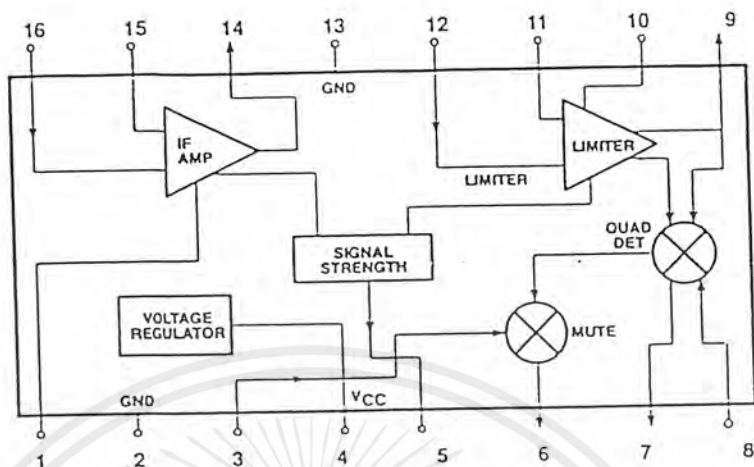 16 15 14 13 12 11 10 9
GND
IF
AMP
LIMITER
LIMITER
QUAD
DET
SIGNAL
STRENGTH
VOLTAGE
REGULATOR
MUTE
GND
VCC
1 2 3 4 5 6 7 8